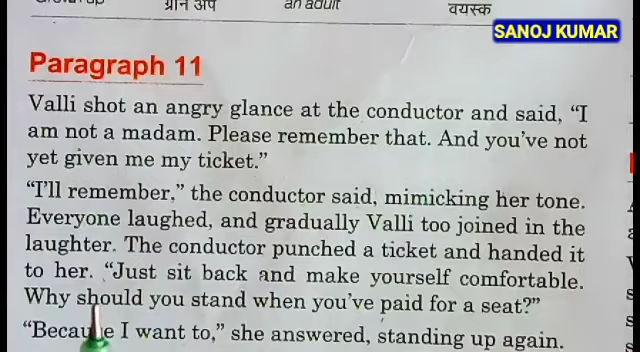 ग्रोन अप
an adult
वयस्क
SANOJ KUMAR
Paragraph 11
Valli shot an angry glance at the conductor and said, “I
am not a madam. Please remember that. And you’ve not
yet given me my ticket.”
“I’ll remember,” the conductor said, mimicking her tone.
Everyone laughed, and gradually Valli too joined in the
laughter. The conductor punched a ticket and handed it
to her. “Just sit back and make yourself comfortable.
Why should you stand when you’ve paid for a seat?”
“Because I want to,” she answered, standing up again.